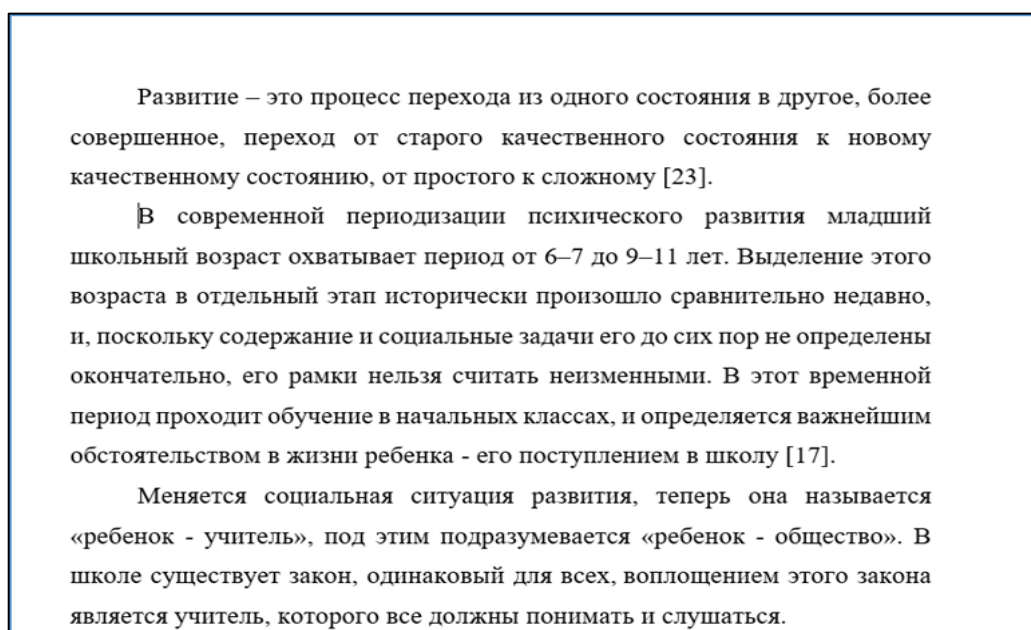 Развитие – это процесс перехода из одного состояния в другое, более
совершенное, переход от старого качественного состояния к новому
качественному состоянию, от простого к сложному [23].
В современной периодизации психического развития младший
школьный возраст охватывает период от 6–7 до 9–11 лет. Выделение этого
возраста в отдельный этап исторически произошло сравнительно недавно,
и, поскольку содержание и социальные задачи его до сих пор не определены
окончательно, его рамки нельзя считать неизменными. В этот временной
период проходит обучение в начальных классах, и определяется важнейшим
обстоятельством в жизни ребенка - его поступлением в школу [17].
Меняется социальная ситуация развития, теперь она называется
«ребенок - учитель», под этим подразумевается «ребенок - общество». В
школе существует закон, одинаковый для всех, воплощением этого закона
является учитель, которого все должны понимать и слушаться.